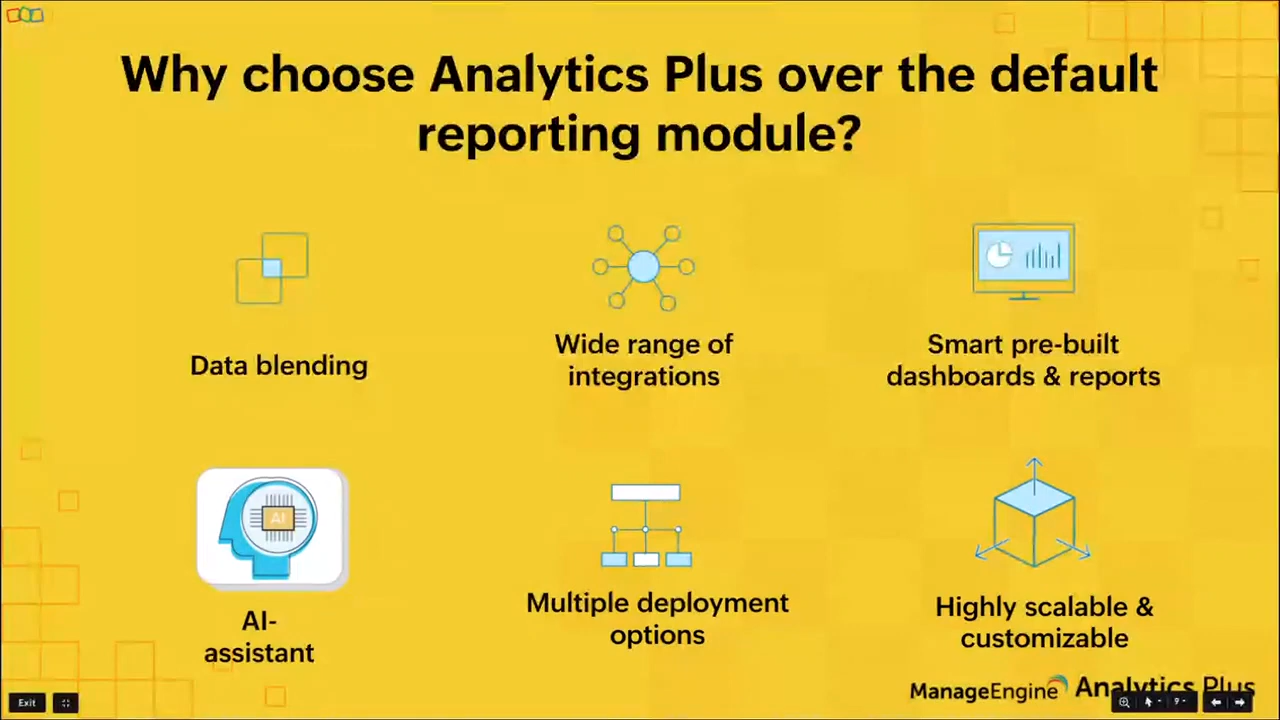 Why choose Analytics Plus over the default
reporting module?
Data blending
Wide range of
integrations
Smart pre-built
dashboards & reports
AI
AI-
assistant
Multiple deployment
options
Highly scalable &
customizable
ManageEngine Analytics Plus
Exit
9